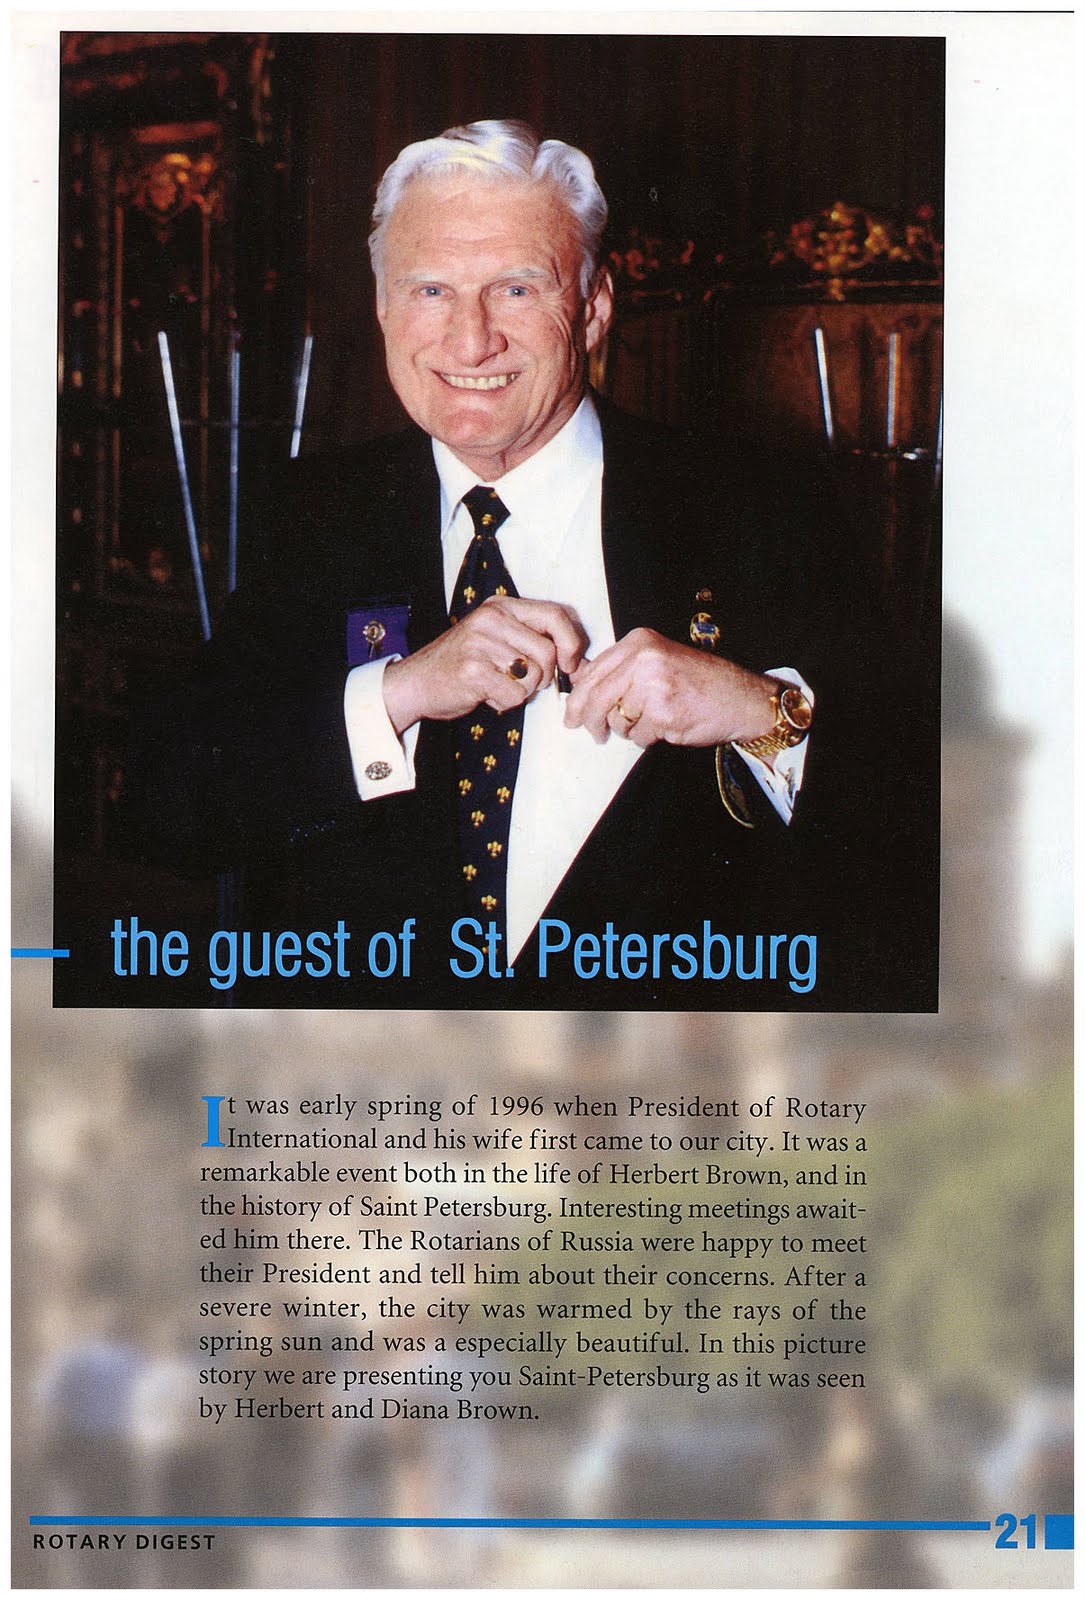 the guest of St. Petersburg
It was early spring of 1996 when President of Rotary
International and his wife first came to our city. It was a
remarkable event both in the life of Herbert Brown, and in
the history of Saint Petersburg. Interesting meetings await-
ed him there. The Rotarians of Russia were happy to meet
their President and tell him about their concerns. After a
severe winter, the city was warmed by the rays of the
spring sun and was a especially beautiful. In this picture
story we are presenting you Saint-Petersburg as it was seen
by Herbert and Diana Brown.
ROTARY DIGEST
21